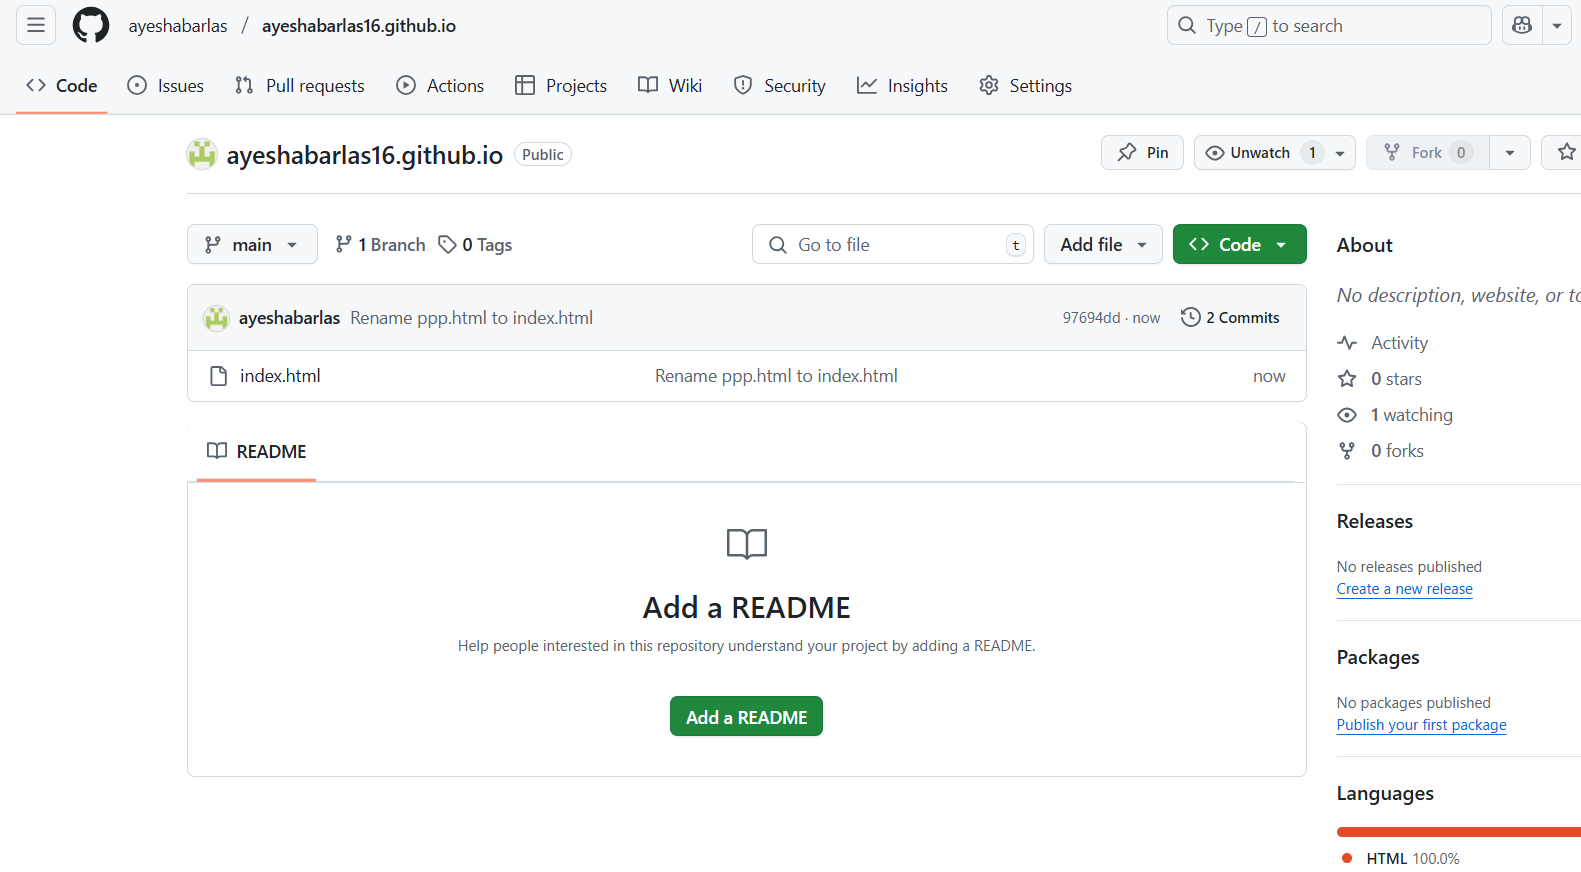 ayeshabarlas / ayeshabarlas16.github.io
Type / to search
Code Issues Pull requests Actions Projects Wiki Security Insights Settings
ayeshabarlas16.github.io Public
Pin Unwatch 1 Fork 0
main 1 Branch 0 Tags Go to file t Add file Code
ayeshabarlas Rename ppp.html to index.html 97694dd · now 2 Commits
index.html Rename ppp.html to index.html now
README
Add a README
Help people interested in this repository understand your project by adding a README.
Add a README
About
No description, website, or
Activity
0 stars
1 watching
0 forks
Releases
No releases published
Create a new release
Packages
No packages published
Publish your first package
Languages
HTML 100.0%